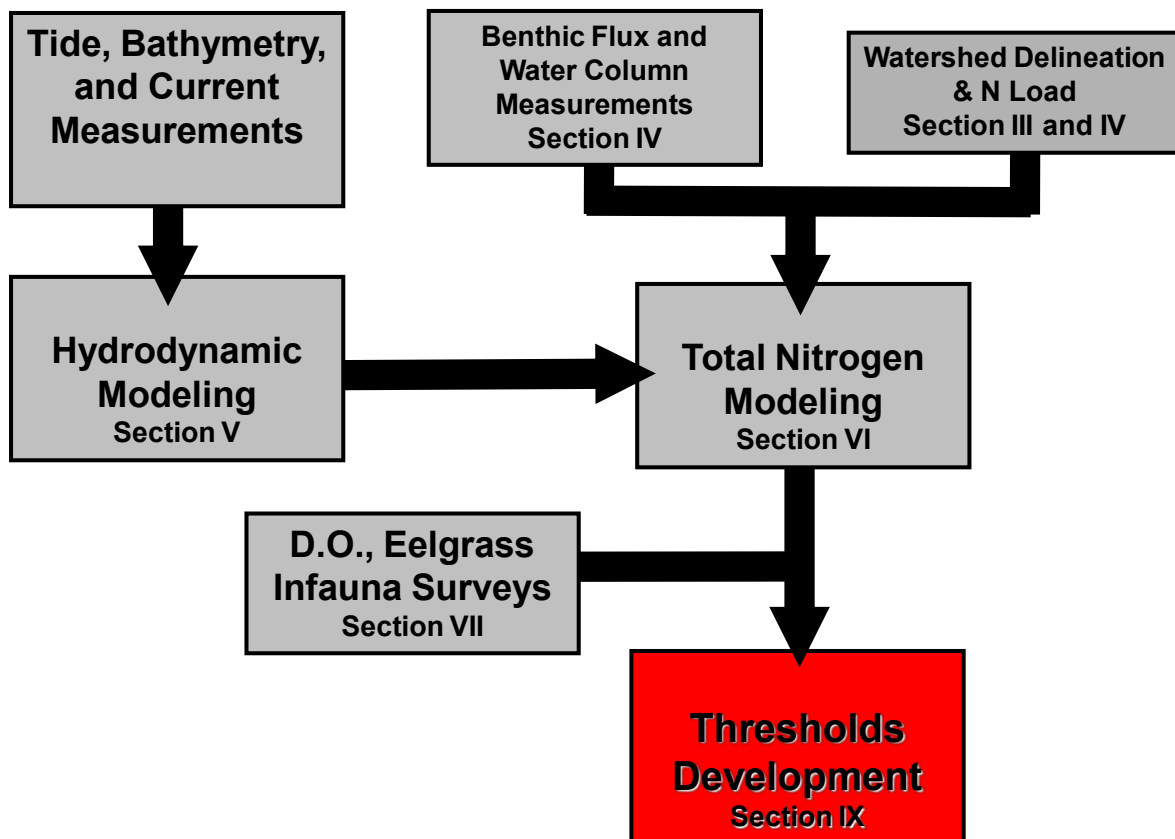 Tide, Bathymetry,
and Current
Measurements
Benthic Flux and
Water Column
Measurements
Section IV
Watershed Delineation
& N Load
Section III and IV
Hydrodynamic
Modeling
Section V
Total Nitrogen
Modeling
Section VI
D.O., Eelgrass
Infauna Surveys
Section VII
Thresholds
Development
Section IX